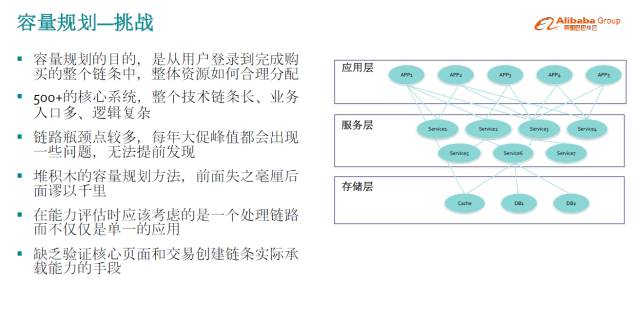 容量规划—挑战
Alibaba Group
阿里巴巴集团
容量规划的目的，是从用户登录到完成购
买的整个链条中，整体资源如何合理分配
500+的核心系统，整个技术链条长、业务
入口多、逻辑复杂
链路瓶颈点较多，每年大促峰值都会出现
一些问题，无法提前发现
堆积木的容量规划方法，前面失之毫厘后
面谬以千里
在能力评估时应该考虑的是一个处理链路
而不仅仅是单一的应用
缺乏验证核心页面和交易创建链条实际承
载能力的手段
应用层
APP1
APP2
APP3
APP4
APP5
服务层
Service1
Service2
Service3
Service4
Service5
Service6
Service7
存储层
Cache
DB1
DB2